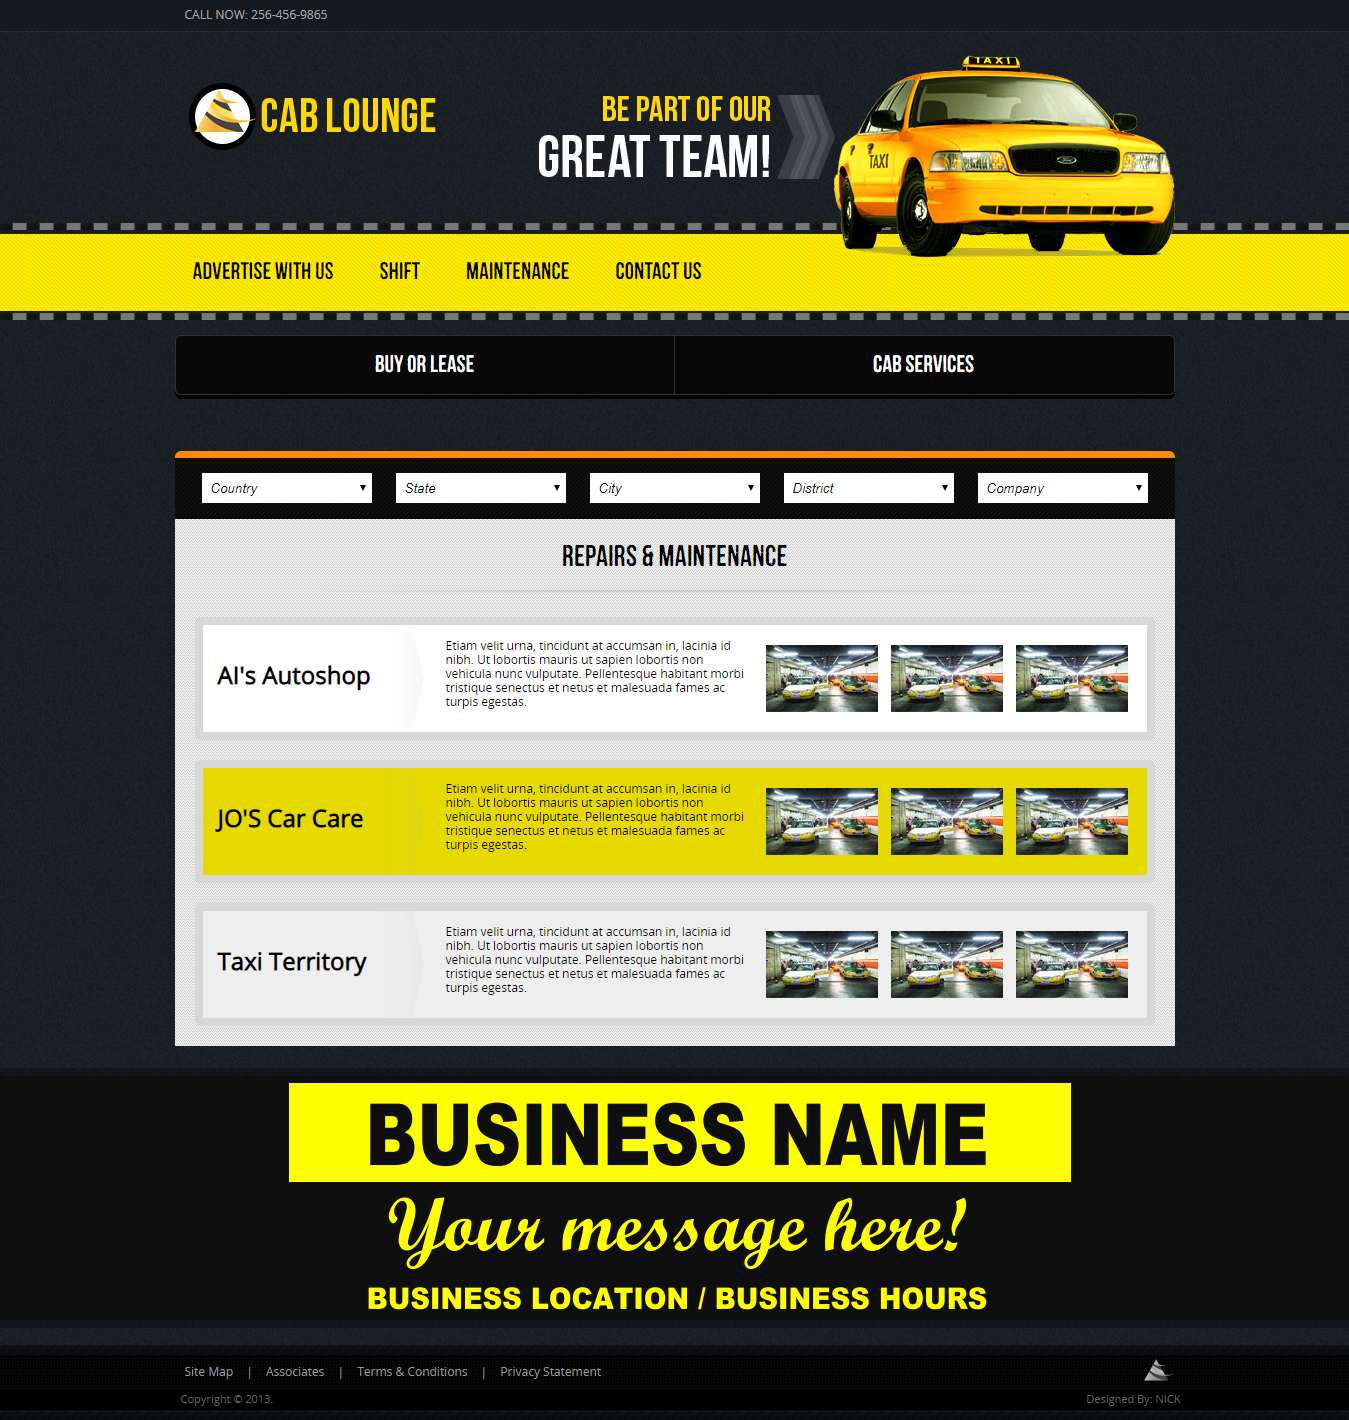 CALL NOW: 256-456-9865
CAB LOUNGE
BE PART OF OUR
GREAT TEAM!
TAXI
TAXI
Ford
ADVERTISE WITH US
SHIFT
MAINTENANCE
CONTACT US
BUY OR LEASE
CAB SERVICES
Country
State
City
District
Company
REPAIRS & MAINTENANCE
AI's Autoshop
Etiam velit urna, tincidunt at accumsan in, lacinia id
nibh. Ut lobortis mauris ut sapien lobortis non
vehicula nunc vulputate. Pellentesque habitant morbi
tristique senectus et netus et malesuada fames ac
turpis egestas.
JO'S Car Care
Etiam velit urna, tincidunt at accumsan in, lacinia id
nibh. Ut lobortis mauris ut sapien lobortis non
vehicula nunc vulputate. Pellentesque habitant morbi
tristique senectus et netus et malesuada fames ac
turpis egestas.
Taxi Territory
Etiam velit urna, tincidunt at accumsan in, lacinia id
nibh. Ut lobortis mauris ut sapien lobortis non
vehicula nunc vulputate. Pellentesque habitant morbi
tristique senectus et netus et malesuada fames ac
turpis egestas.
BUSINESS NAME
Your message here!
BUSINESS LOCATION / BUSINESS HOURS
Site Map | Associates | Terms & Conditions | Privacy Statement
Copyright © 2013.
Designed By: NICK